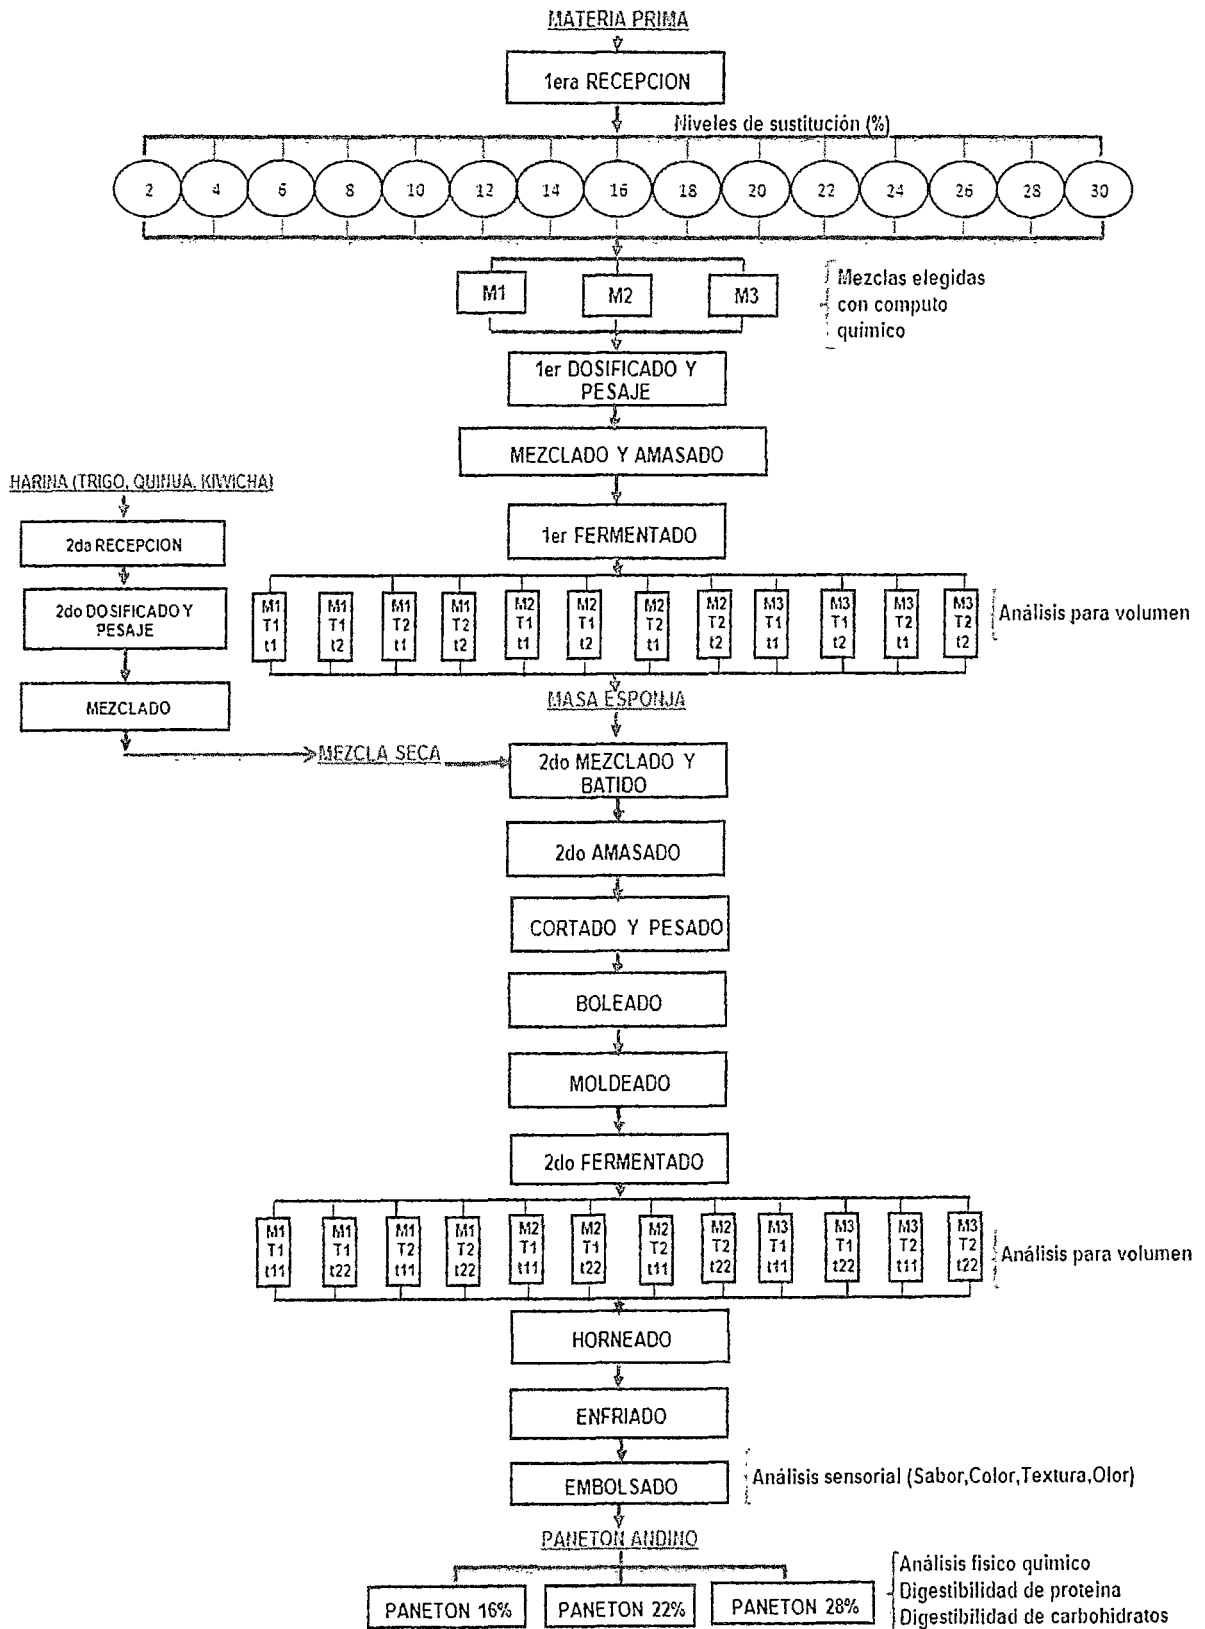 MATERIA PRIMA
1era RECEPCION
Niveles de sustitución (%)
2 4 6 8 10 12 14 16 18 20 22 24 26 28 30
M1 M2 M3
Mezclas elegidas
con computo
quimico
1er DOSIFICADO Y
PESAJE
MEZCLADO Y AMASADO
HARINA (TRIGO, QUINUA, KIWICHA)
2da RECEPCION
2do DOSIFICADO Y
PESAJE
MEZCLADO
MEZCLA SECA
1er FERMENTADO
M1 M1 M1 M1 M2 M2 M2 M2 M3 M3 M3 M3
T1 T1 T2 T2 T1 T1 T2 T2 T1 T1 T2 T2
t1 t2 t1 t2 t1 t2 t1 t2 t1 t2 t1 t2
Análisis para volumen
MASA ESPONJA
2do MEZCLADO Y
BATIDO
2do AMASADO
CORTADO Y PESADO
BOLEADO
MOLDEADO
2do FERMENTADO
M1 M1 M1 M1 M2 M2 M2 M2 M3 M3 M3 M3
T1 T1 T2 T2 T1 T1 T2 T2 T1 T1 T2 T2
t11 t22 t11 t22 t11 t22 t11 t22 t11 t22 t11 t22
Análisis para volumen
HORNEADO
ENFRIADO
EMBOLSADO
Análisis sensorial (Sabor,Color,Textura,Olor)
PANETON ANDINO
PANETON 16% PANETON 22% PANETON 28%
Análisis fisico quimico
Digestibilidad de proteina
Digestibilidad de carbohidratos